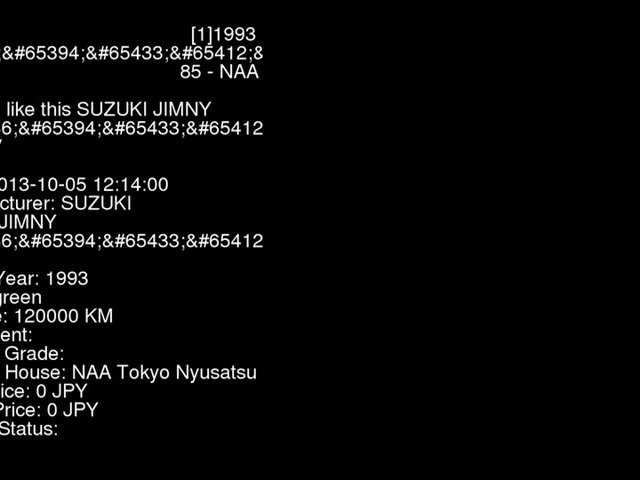 [1]1993
;&#65394;&#65433;&#65412;&
85 - NAA
like this SUZUKI JIMNY
6;&#65394;&#65433;&#65412
013-10-05 12:14:00
cturer: SUZUKI
JIMNY
6;&#65394;&#65433;&#65412
Year: 1993
green
e: 120000 KM
ent:
Grade:
House: NAA Tokyo Nyusatsu
ice: 0 JPY
Price: 0 JPY
Status: